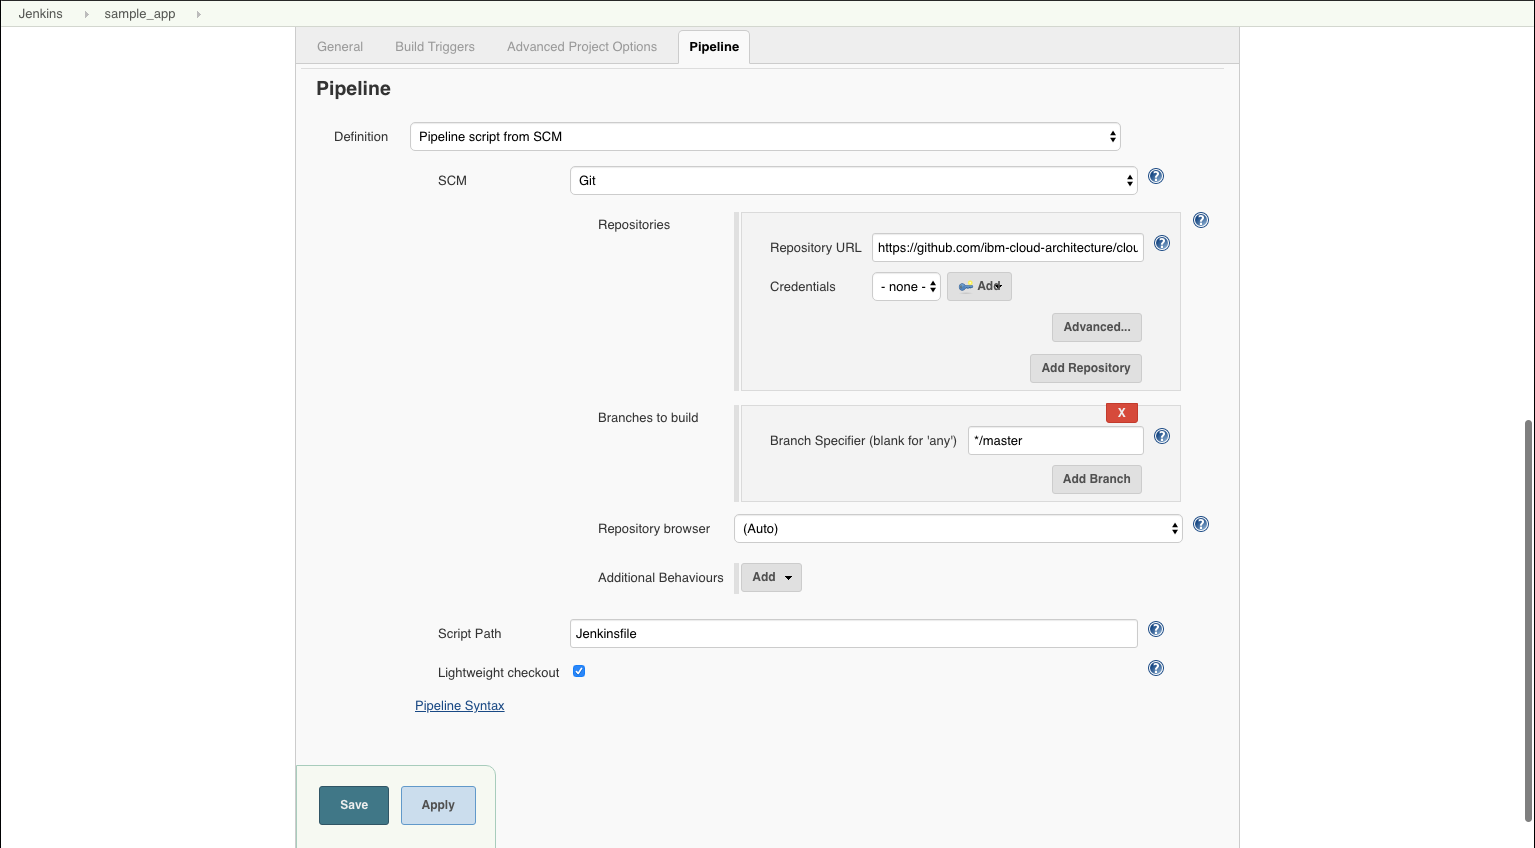 Jenkins sample_app
General Build Triggers Advanced Project Options Pipeline
Pipeline
Definition Pipeline script from SCM
SCM Git ?
Repositories ?
Repository URL https://github.com/ibm-cloud-architecture/clou ?
Credentials - none - Add
Advanced...
Add Repository
Branches to build X
Branch Specifier (blank for 'any') */master ?
Add Branch
Repository browser (Auto) ?
Additional Behaviours Add
Script Path Jenkinsfile ?
Lightweight checkout ?
Pipeline Syntax
Save Apply